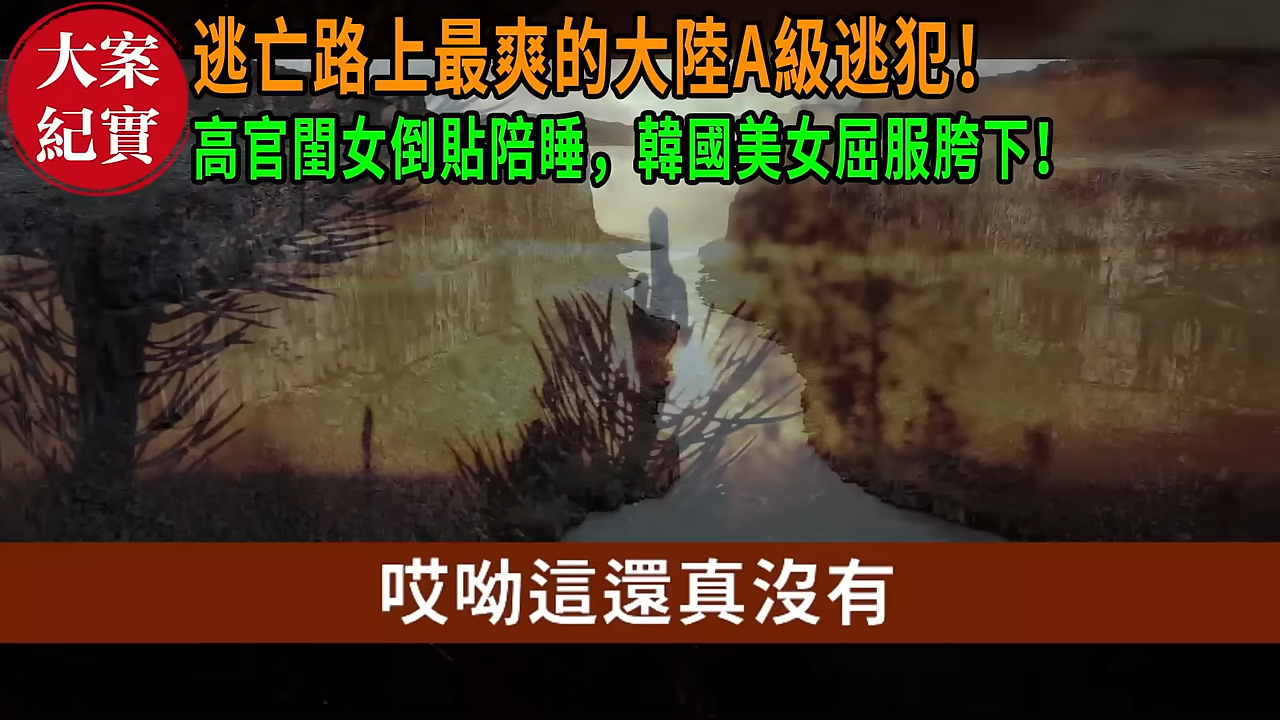 大案
紀實
逃亡路上最爽的大陸A級逃犯！
高官閨女倒貼陪睡，韓國美女屈服胯下！
哎呦這還真沒有